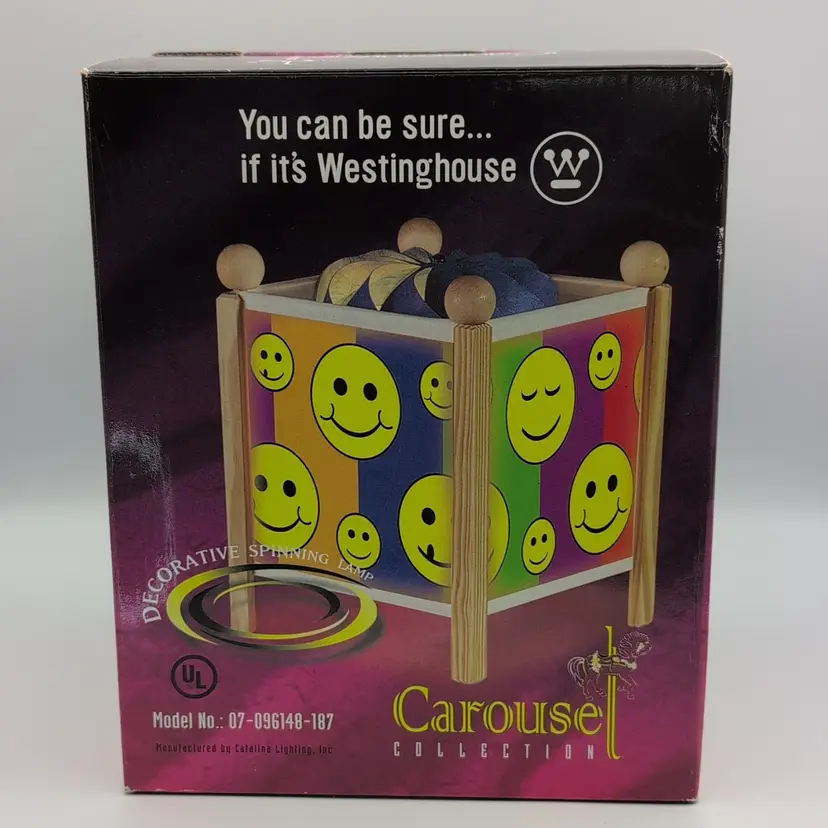 You can be sure...
if it's Westinghouse
W
DECORATIVE SPINNING LAMP
UL
Model No.: 07-096148-187
Manufactured by Catalina Lighting, Inc
Carousel
COLLECTION